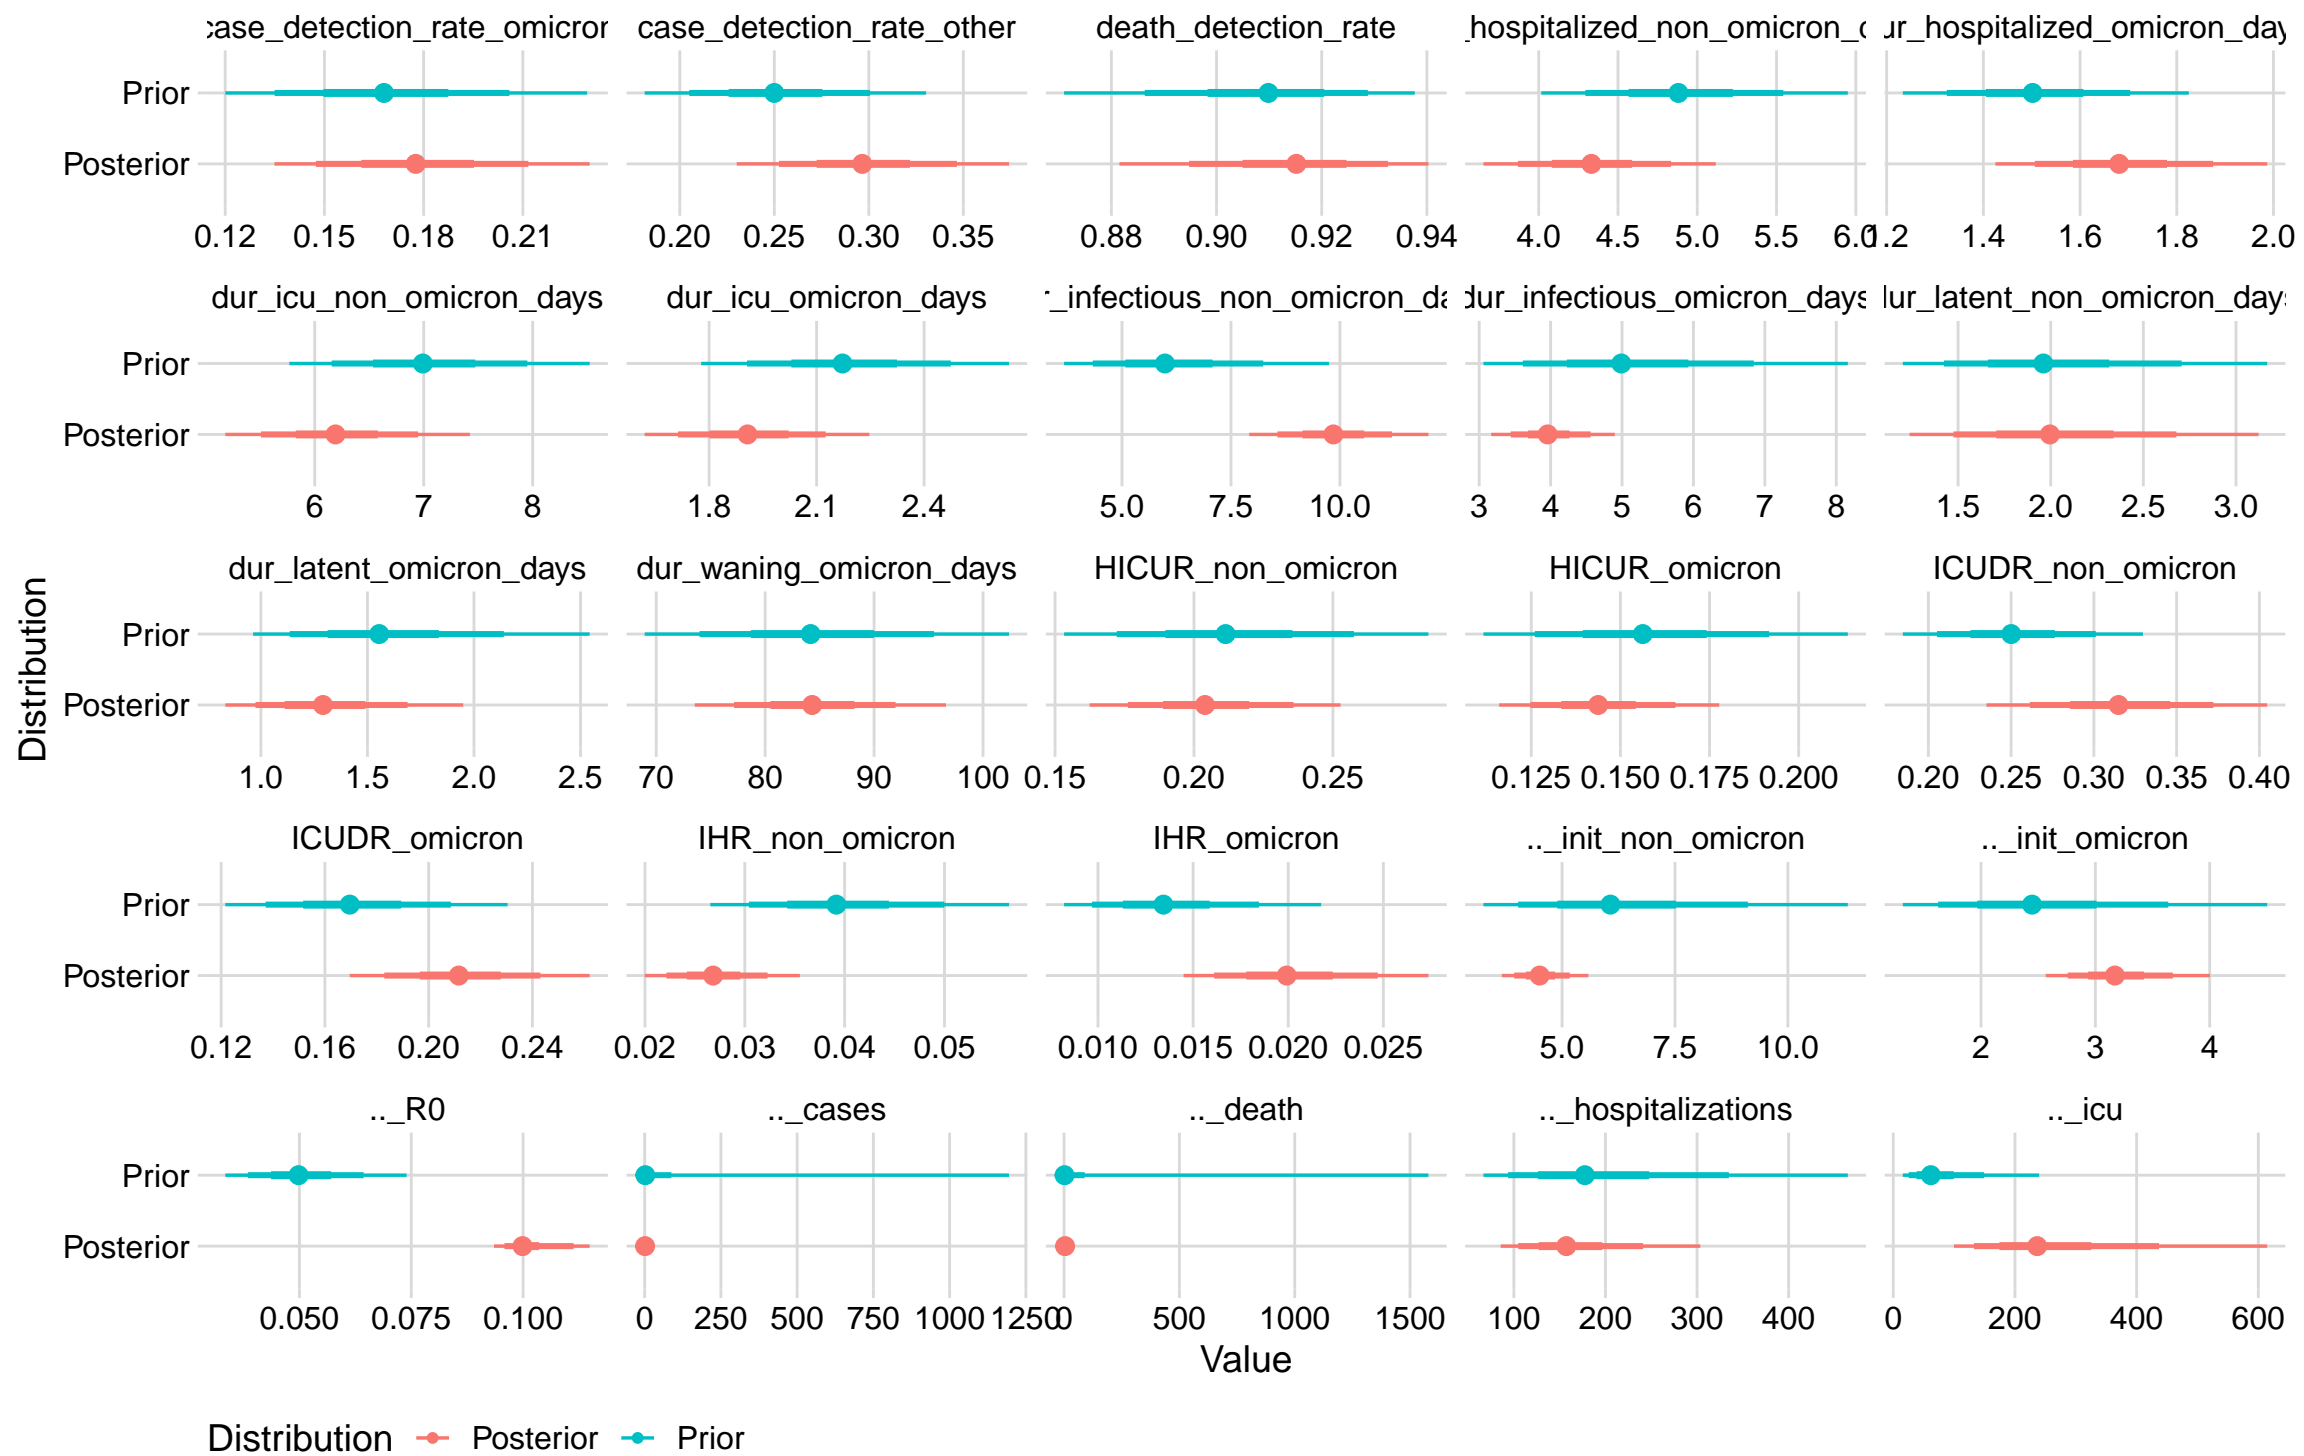 case_detection_rate_omicron case_detection_rate_other death_detection_rate _hospitalized_non_omicron_d ur_hospitalized_omicron_day
Prior
Posterior
0.12 0.15 0.18 0.21 0.20 0.25 0.30 0.35 0.88 0.90 0.92 0.94 4.0 4.5 5.0 5.5 6.0 1.2 1.4 1.6 1.8 2.0
dur_icu_non_omicron_days dur_icu_omicron_days r_infectious_non_omicron_da dur_infectious_omicron_days dur_latent_non_omicron_days
Prior
Posterior
6 7 8 1.8 2.1 2.4 5.0 7.5 10.0 3 4 5 6 7 8 1.5 2.0 2.5 3.0
dur_latent_omicron_days dur_waning_omicron_days HICUR_non_omicron HICUR_omicron ICUDR_non_omicron
Prior
Posterior
1.0 1.5 2.0 2.5 70 80 90 100 0.15 0.20 0.25 0.125 0.150 0.175 0.200 0.20 0.25 0.30 0.35 0.40
ICUDR_omicron IHR_non_omicron IHR_omicron .._init_non_omicron .._init_omicron
Prior
Posterior
0.12 0.16 0.20 0.24 0.02 0.03 0.04 0.05 0.010 0.015 0.020 0.025 5.0 7.5 10.0 2 3 4
.._R0 .._cases .._death .._hospitalizations .._icu
Prior
Posterior
0.050 0.075 0.100 0 250 500 750 1000 1250 0 500 1000 1500 100 200 300 400 0 200 400 600
Distribution
Value
Distribution Posterior Prior